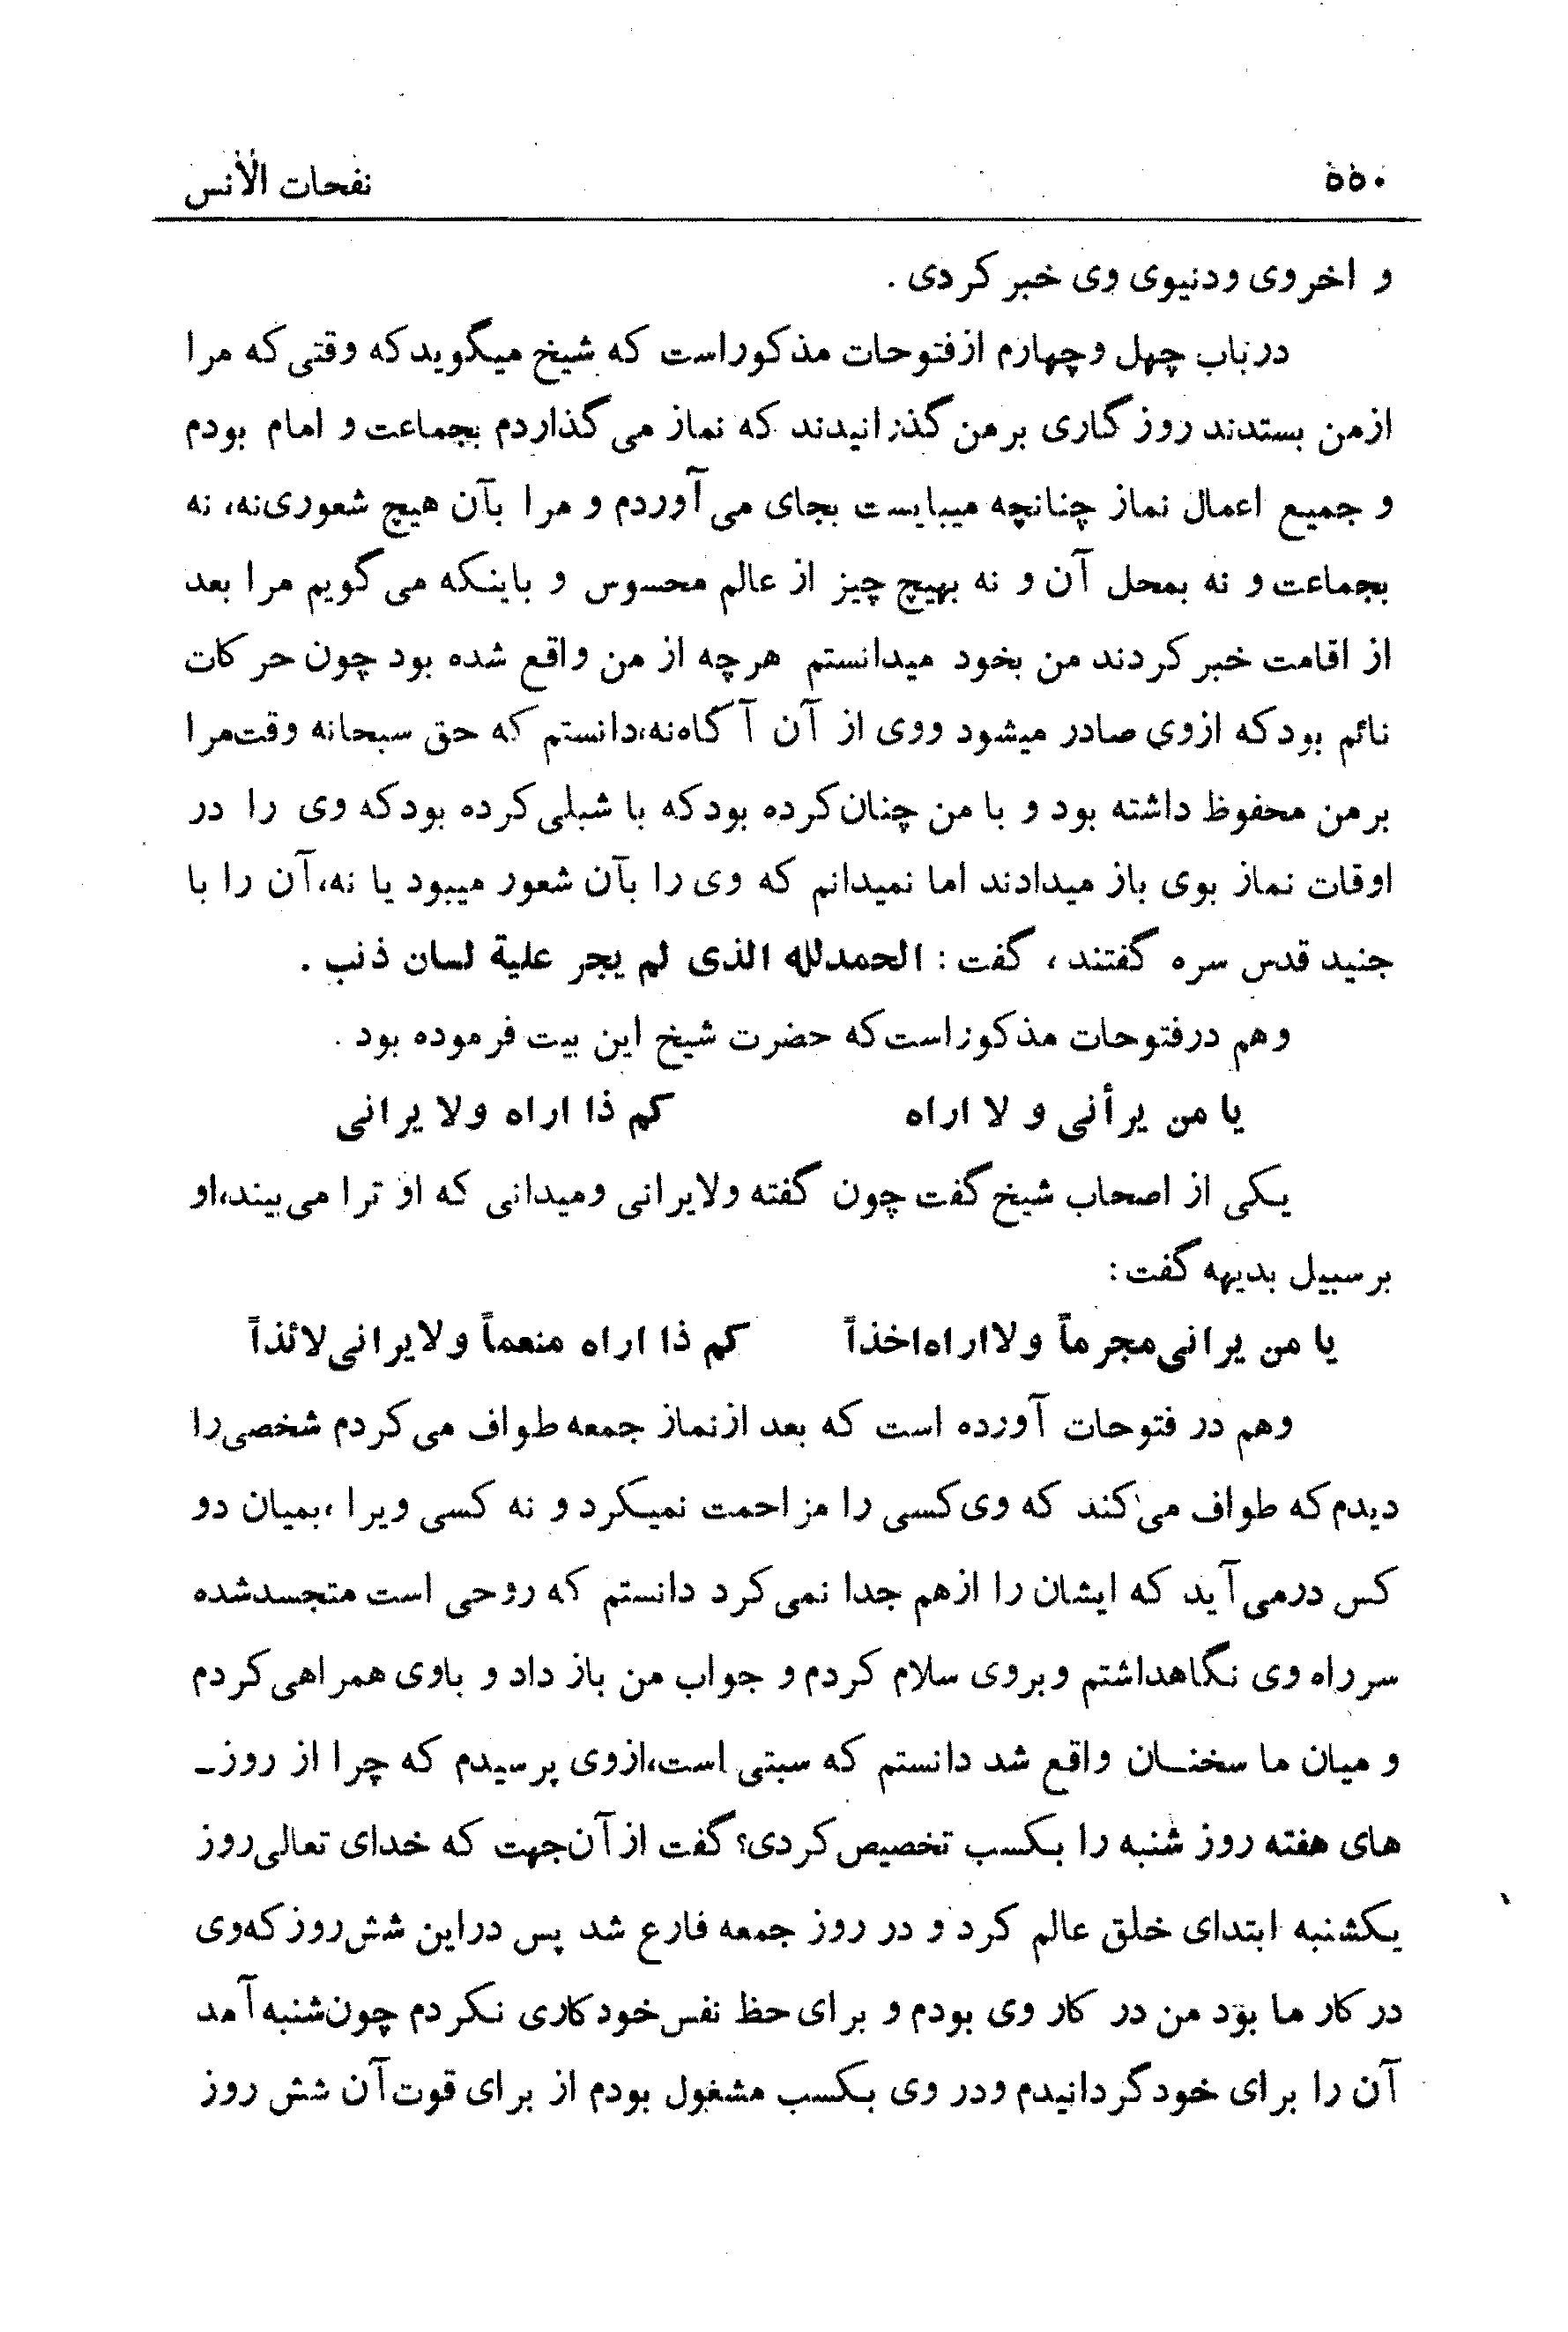 ۵۵۰ نفحات الأنس
و اخروی ودنیوی وی خبر کردی .
درباب چهل وچهارم ازفتوحات مذکوراست که شیخ میگوید که وقتی که مرا
ازمن بستدند روزگاری برمن گذرانیدند که نماز می گذاردم بجماعت و امام بودم
و جمیع اعمال نماز چنانچه میبایست بجای می آوردم و مرا بآن هیچ شعوری‌نه، نه
بجماعت و نه بمحل آن و نه بهیچ چیز از عالم محسوس و باینکه می گویم مرا بعد
از اقامت خبر کردند من بخود میدانستم هرچه از من واقع شده بود چون حرکات
نائم بود که ازوی صادر میشود ووی از آن آ گاه‌نه،دانستم که حق سبحانه وقت‌مرا
برمن محفوظ داشته بود و با من چنان کرده بود که با شبلی کرده بود که وی را در
اوقات نماز بوی باز میدادند اما نمیدانم که وی را بآن شعور میبود یا نه،آن را با
جنید قدس سره گفتند ، گفت : الحمدلله الذی لم یجر علیة لسان ذنب .
وهم درفتوحات مذکوراست که حضرت شیخ این بیت فرموده بود .
یا من یرأنی و لا اراه کم ذا اراه ولا یرانی
یکی از اصحاب شیخ گفت چون گفته ولایرانی ومیدانی که او ترا می‌بیند،او
برسبیل بدیهه گفت :
یا من یرانی مجرماً ولااراه‌اخذاً کم ذا اراه منعماً ولایرانی لائذاً
وهم در فتوحات آورده است که بعد ازنماز جمعه طواف می کردم شخصی‌را
دیدم که طواف می کند که وی کسی را مزاحمت نمیکرد و نه کسی ویرا ،بمیان دو
کس درمی آید که ایشان را ازهم جدا نمی کرد دانستم که روحی است متجسدشده
سرراه وی نگاهداشتم وبروی سلام کردم و جواب من باز داد و باوی همراهی کردم
و میان ما سخنـان واقع شد دانستم که سبتی است،ازوی پرسیدم که چرا از روز-
های هفته روز شنبه را بکسب تخصیص کردی؟ گفت از آن‌جهت که خدای تعالی‌روز
یکشنبه ابتدای خلق عالم کرد و در روز جمعه فارع شد پس دراین شش‌روز که‌وی
در کار ما بود من در کار وی بودم و برای حظ نفس خود کاری نکردم چون‌شنبه آمد
آن را برای خود گردانیدم ودر وی بکسب مشغول بودم از برای قوت آن شش روز